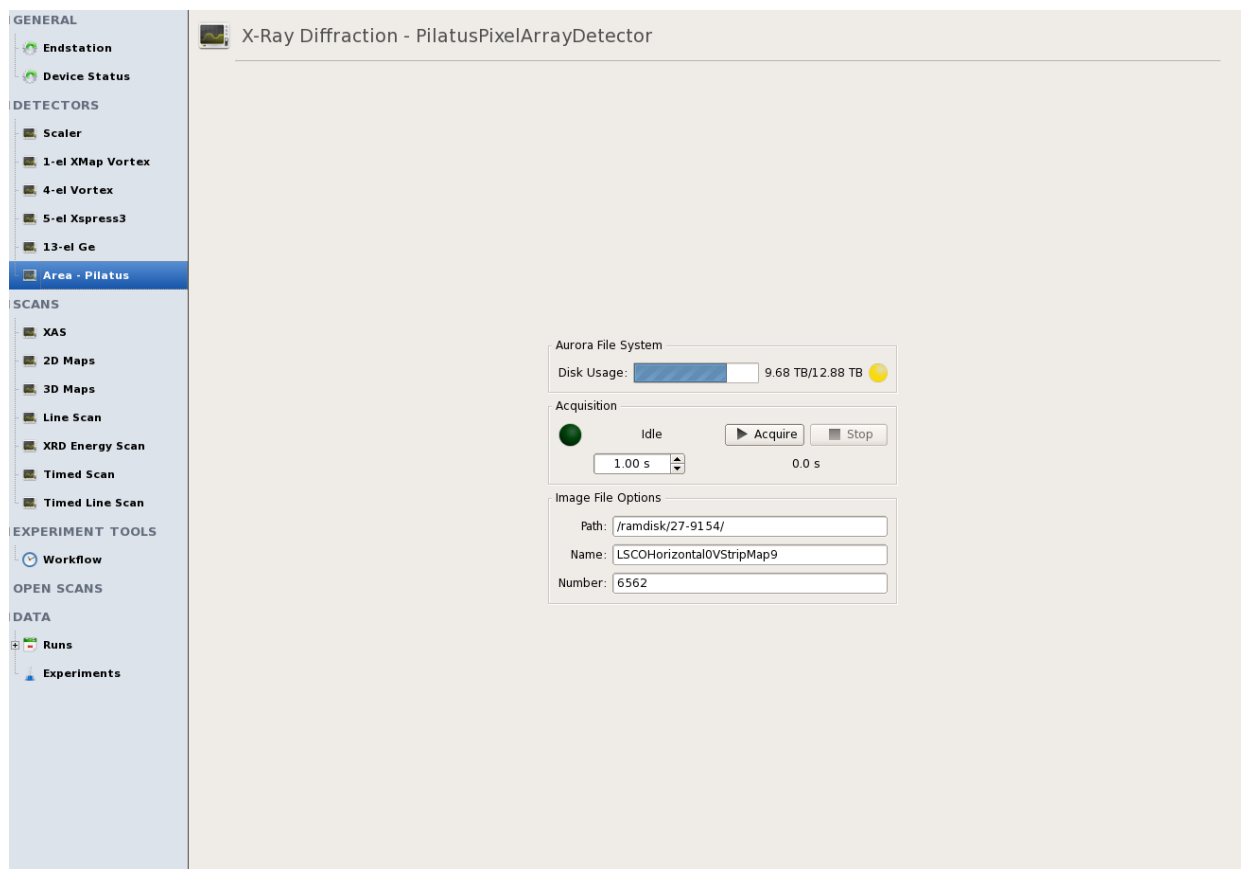 GENERAL
Endstation
Device Status
DETECTORS
Scaler
1-el XMap Vortex
4-el Vortex
5-el Xspress3
13-el Ge
Area - Pilatus
SCANS
XAS
2D Maps
3D Maps
Line Scan
XRD Energy Scan
Timed Scan
Timed Line Scan
EXPERIMENT TOOLS
Workflow
OPEN SCANS
DATA
Runs
Experiments
X-Ray Diffraction - PilatusPixelArrayDetector
Aurora File System
Disk Usage: 9.68 TB/12.88 TB
Acquisition
Idle Acquire Stop
1.00 s 0.0 s
Image File Options
Path: /ramdisk/27-9154/
Name: LSCOHorizontal0VStripMap9
Number: 6562